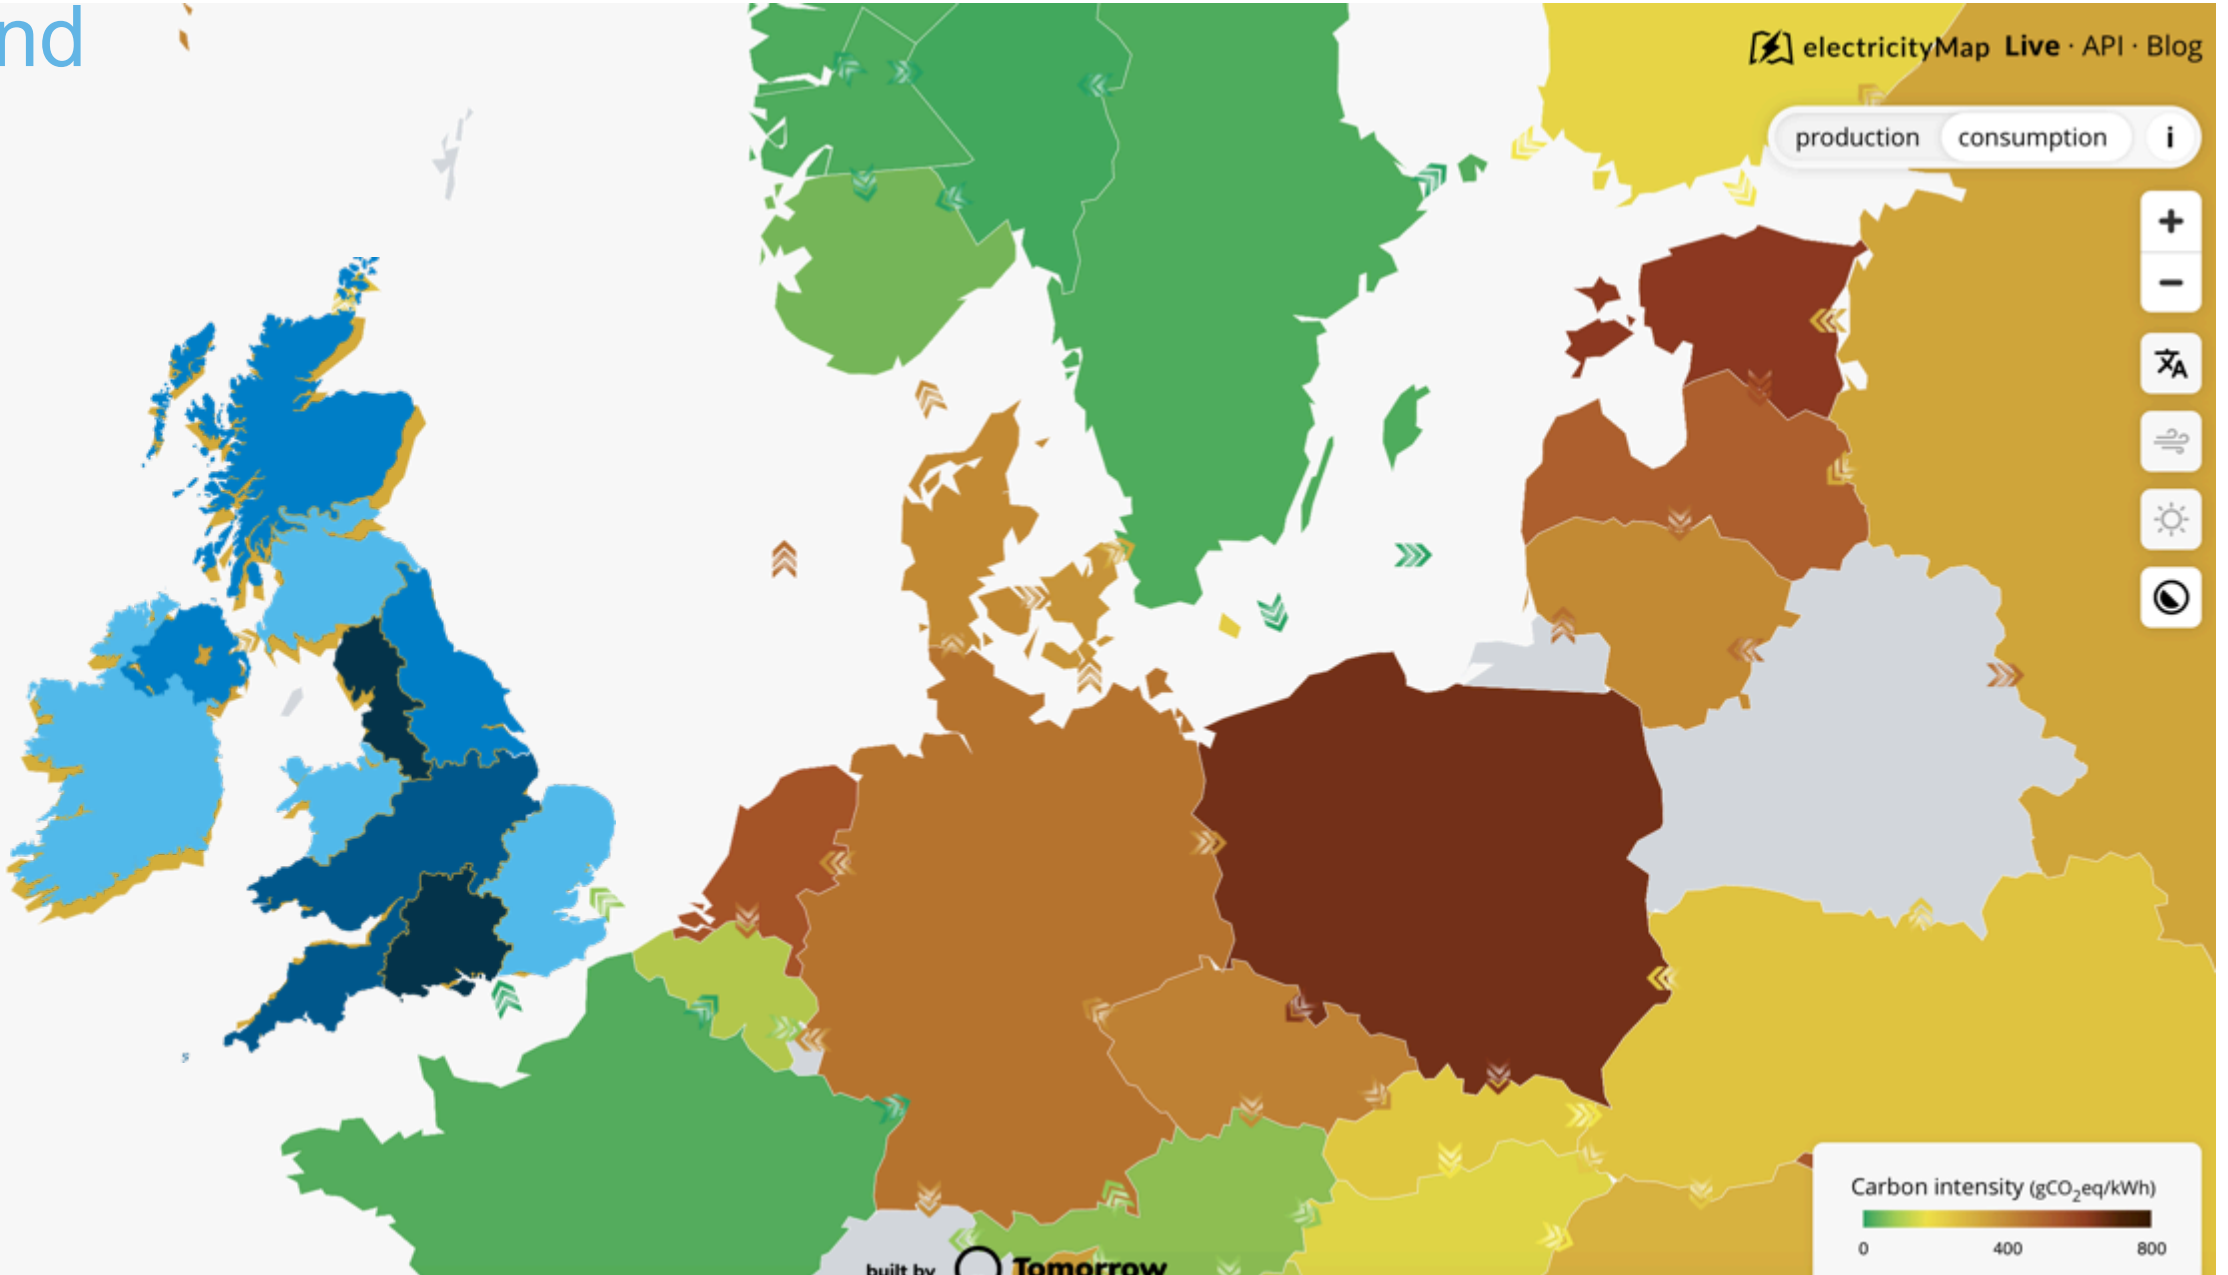 nd
electricityMap Live · API · Blog
production consumption i
+
−
Carbon intensity (gCO₂eq/kWh)
0 400 800
built by Tomorrow